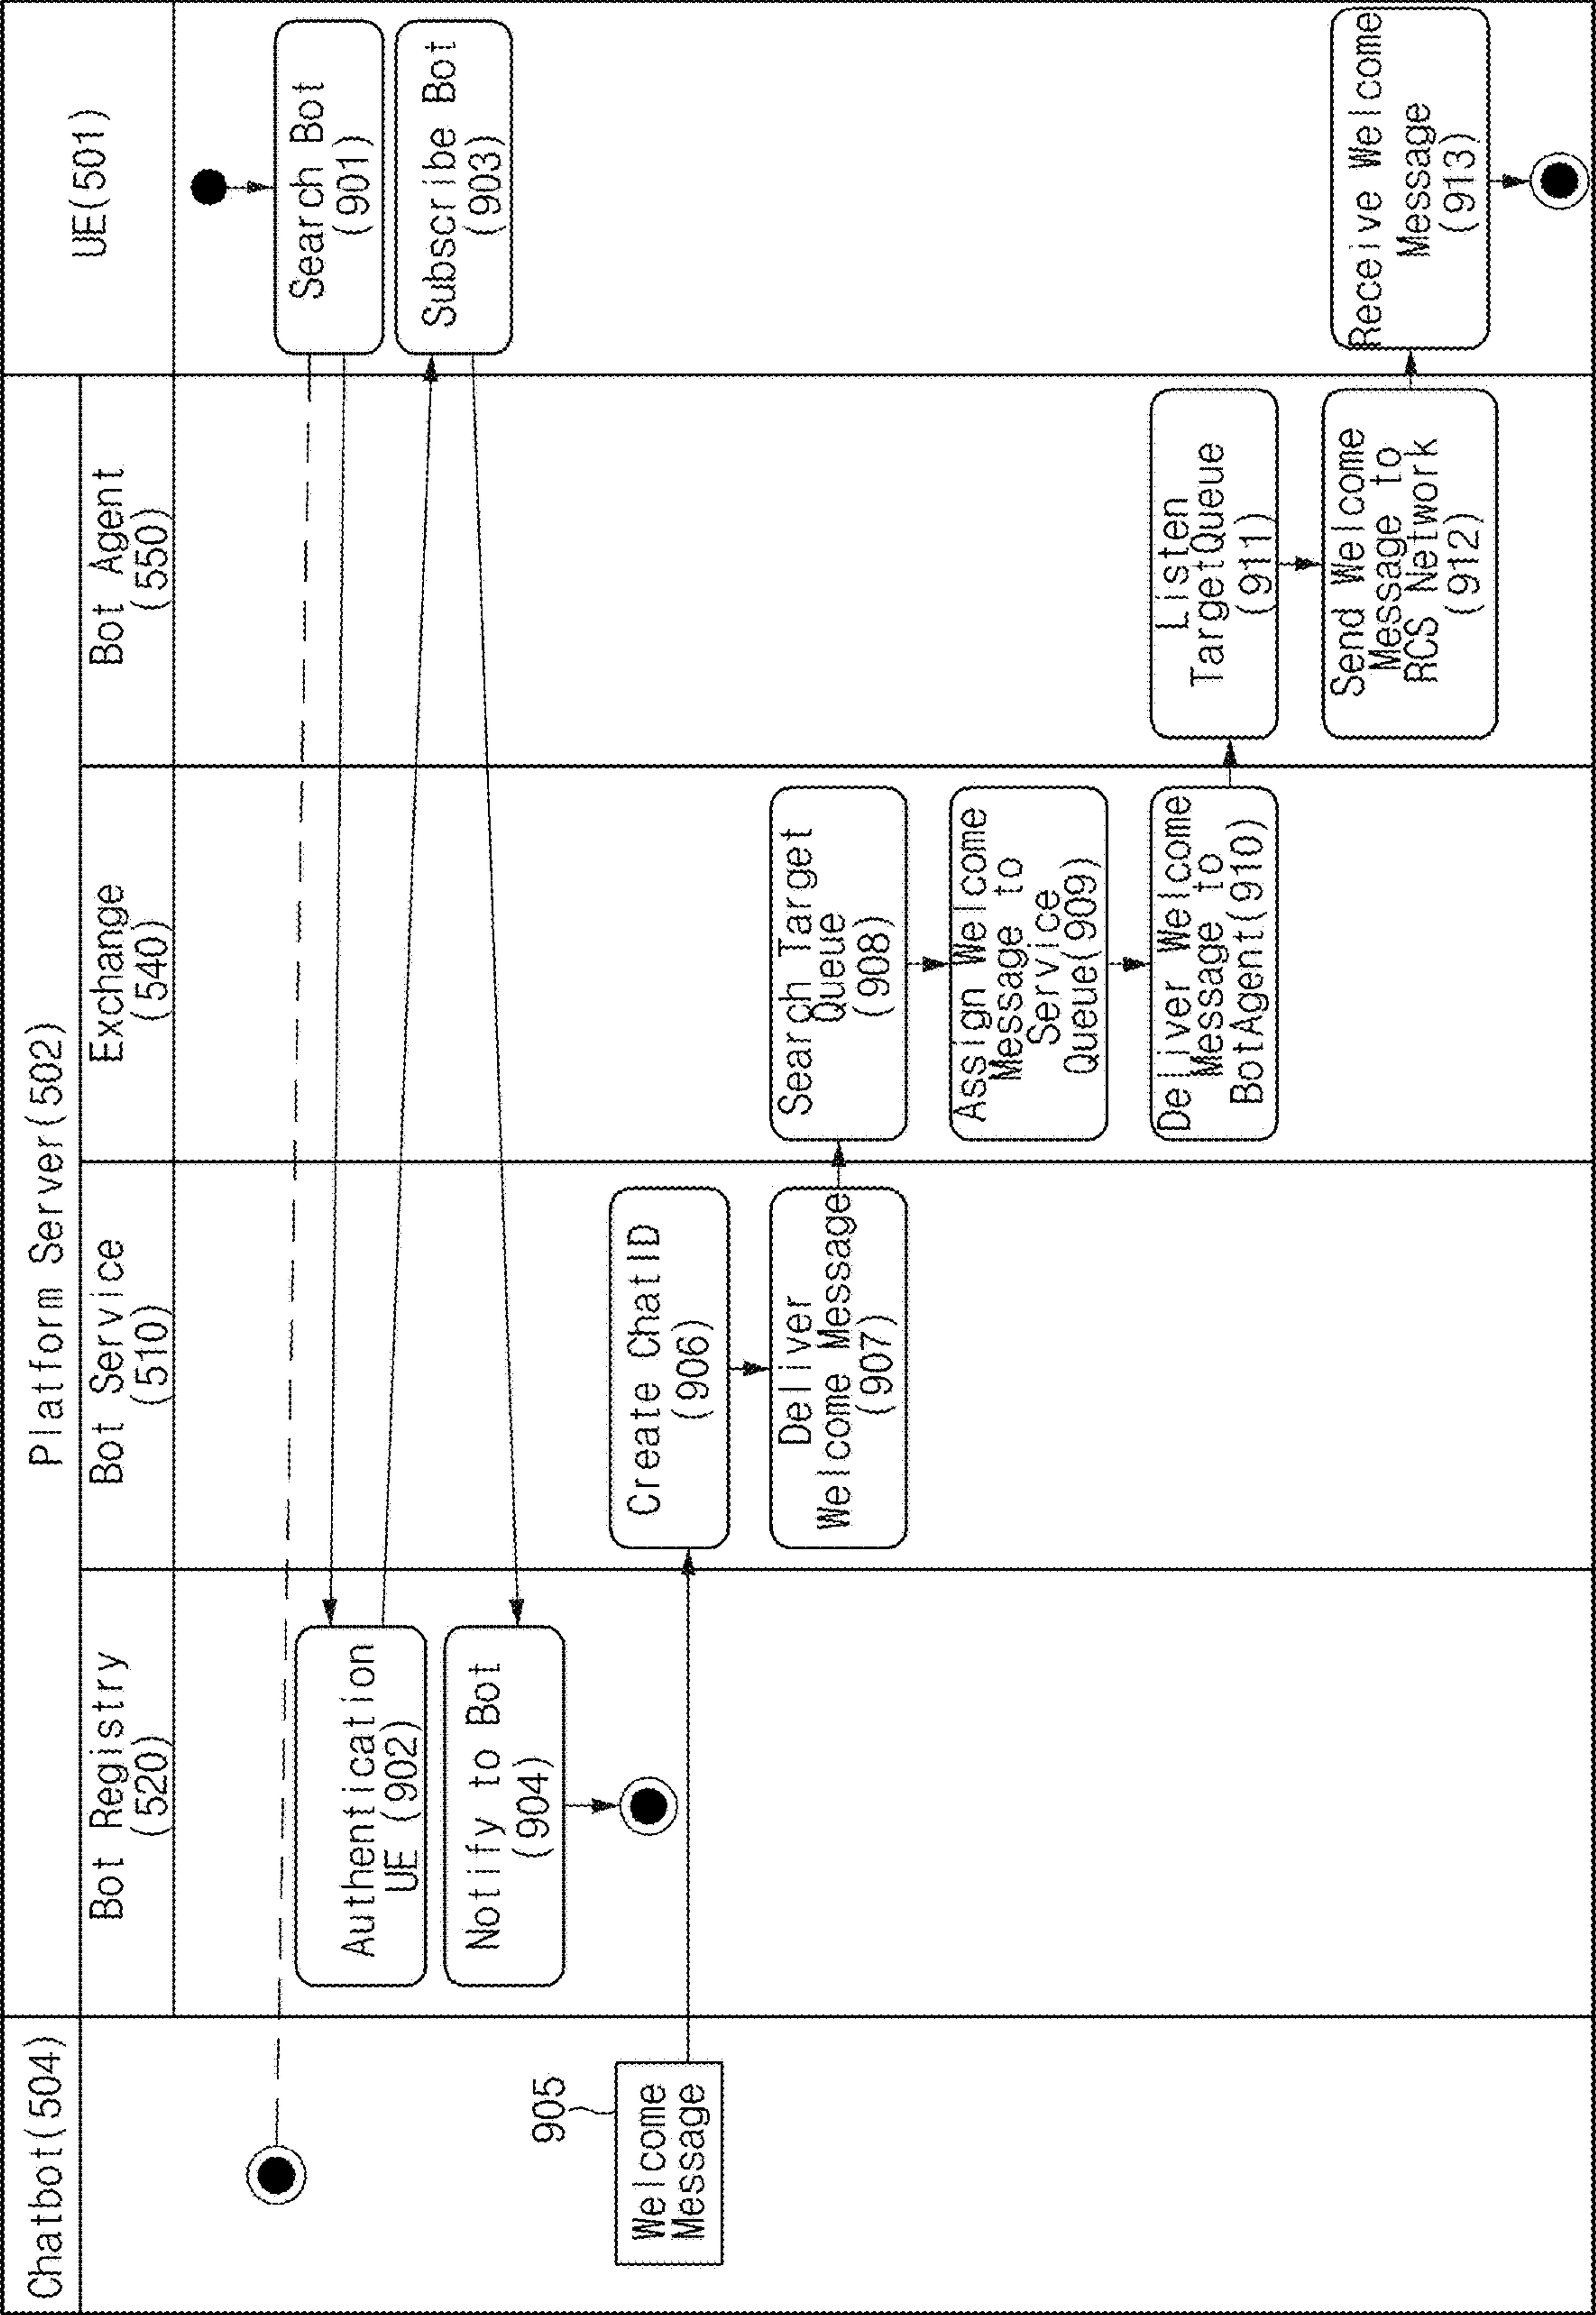 Chatbot(504)
Platform Server(502)
UE(501)
Bot Registry
(520)
Bot Service
(510)
Exchange
(540)
Bot Agent
(550)
Search Bot
(901)
Authentication
UE (902)
Subscribe Bot
(903)
Notify to Bot
(904)
905
Welcome
Message
Create ChatID
(906)
Deliver
Welcome Message
(907)
Search Target
Queue
(908)
Assign Welcome
Message to
Service
Queue(909)
Deliver Welcome
Message to
BotAgent(910)
Listen
TargetQueue
(911)
Send Welcome
Message to
RCS Network
(912)
Receive Welcome
Message
(913)